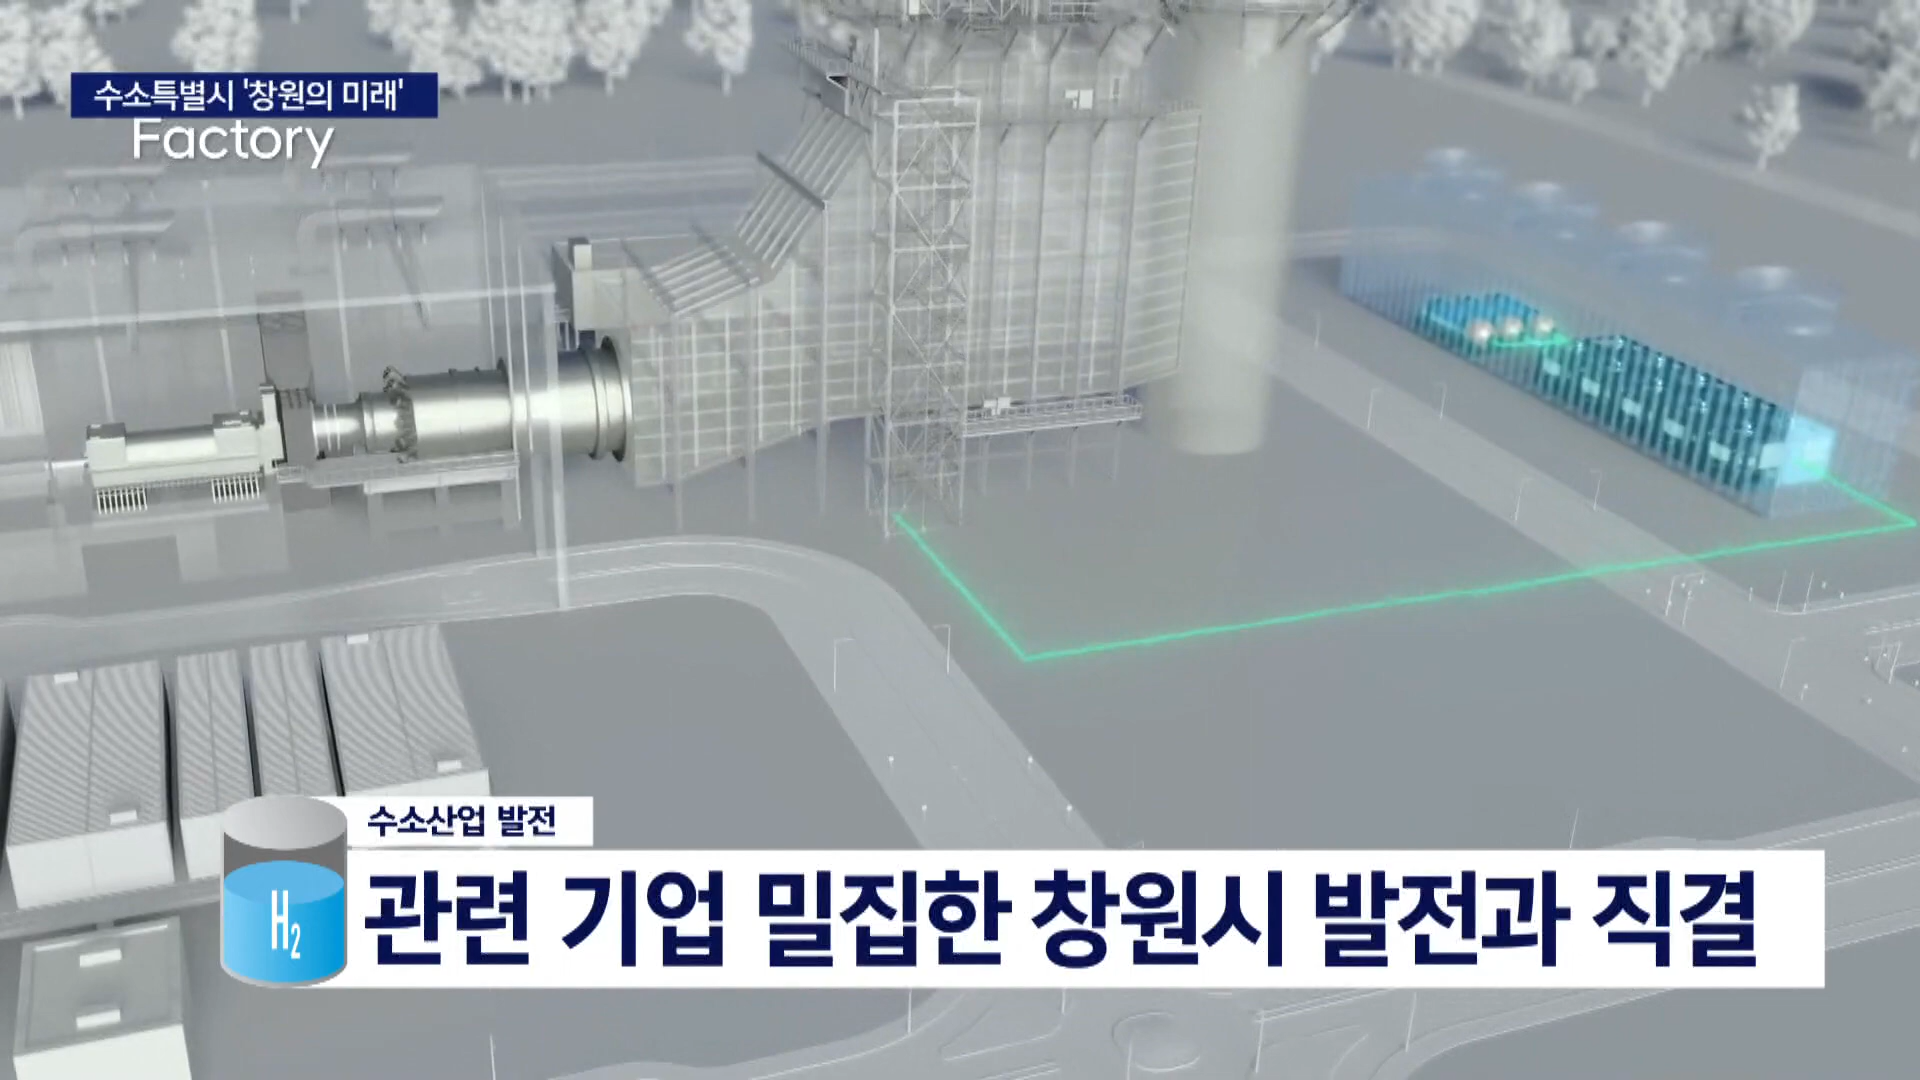 수소특별시 '창원의 미래'
Factory
수소산업 발전
H2
관련 기업 밀집한 창원시 발전과 직결